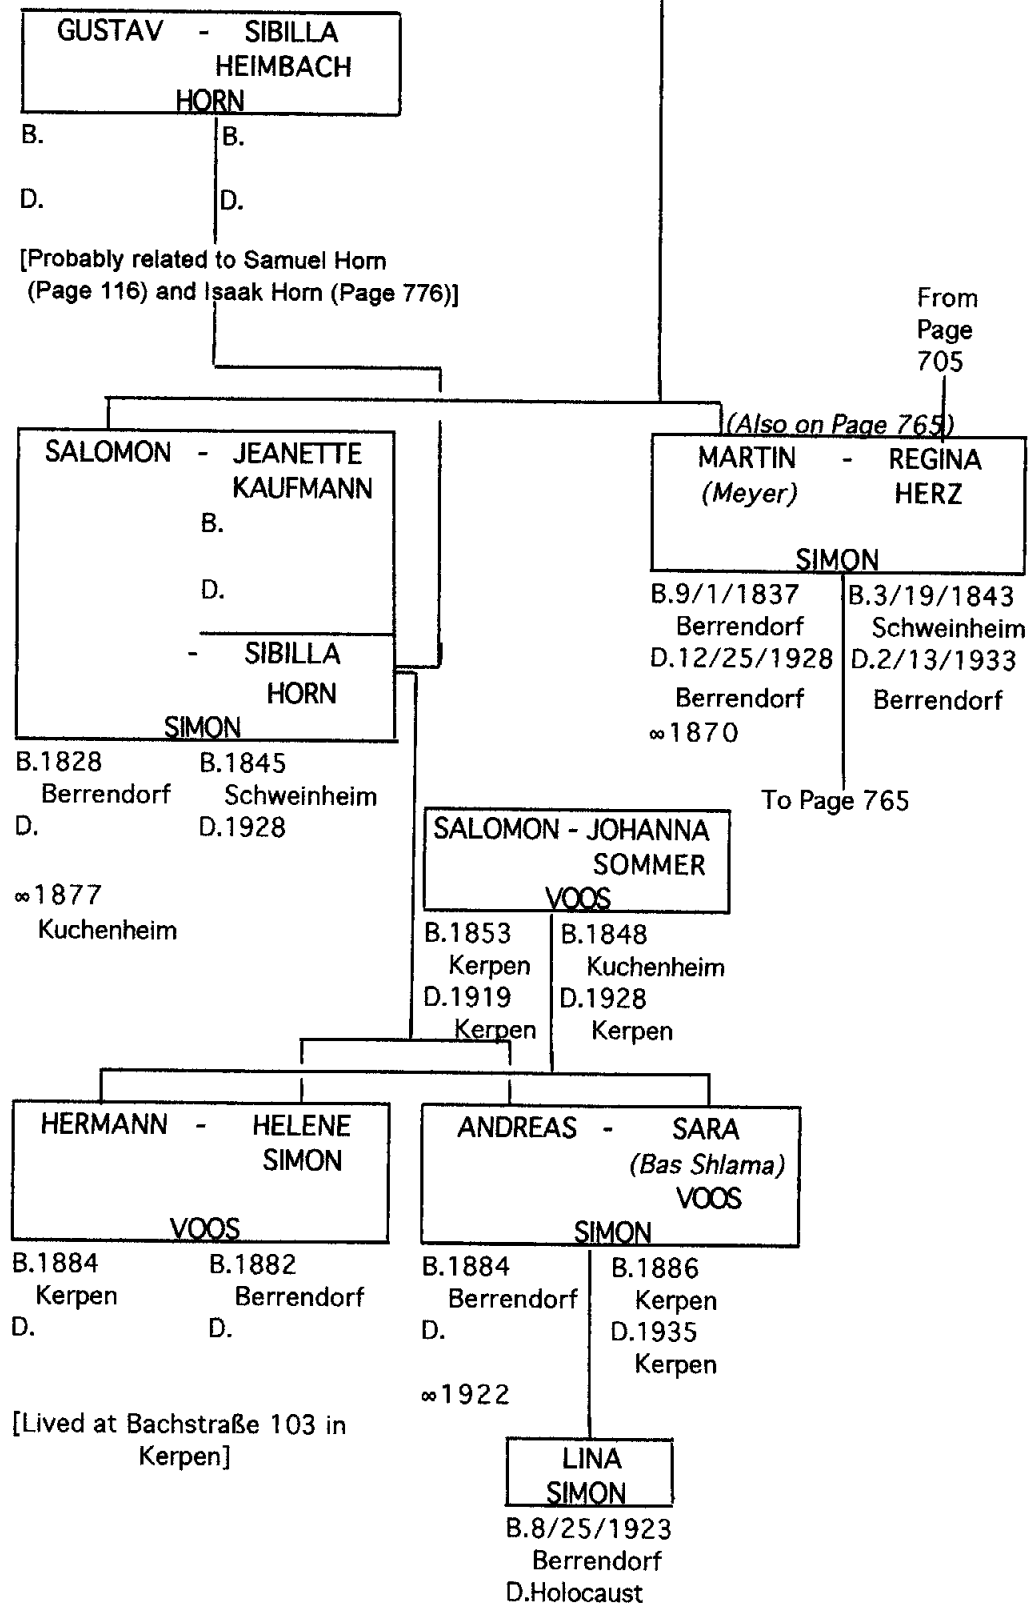 GUSTAV - SIBILLA
HEIMBACH
HORN
B. B.
D. D.
[Probably related to Samuel Horn
(Page 116) and Isaak Horn (Page 776)]
From
Page
705
(Also on Page 765)
SALOMON - JEANETTE
KAUFMANN
B.
D.
- SIBILLA
HORN
SIMON
B.1828 B.1845
Berrendorf Schweinheim
D. D.1928
∞1877
Kuchenheim
MARTIN - REGINA
(Meyer) HERZ
SIMON
B.9/1/1837 B.3/19/1843
Berrendorf Schweinheim
D.12/25/1928 D.2/13/1933
Berrendorf Berrendorf
∞1870
To Page 765
SALOMON - JOHANNA
SOMMER
VOOS
B.1853 B.1848
Kerpen Kuchenheim
D.1919 D.1928
Kerpen Kerpen
HERMANN - HELENE
SIMON
VOOS
B.1884 B.1882
Kerpen Berrendorf
D. D.
[Lived at Bachstraße 103 in
Kerpen]
ANDREAS - SARA
(Bas Shlama)
VOOS
SIMON
B.1884 B.1886
Berrendorf Kerpen
D. D.1935
Kerpen
∞1922
LINA
SIMON
B.8/25/1923
Berrendorf
D.Holocaust